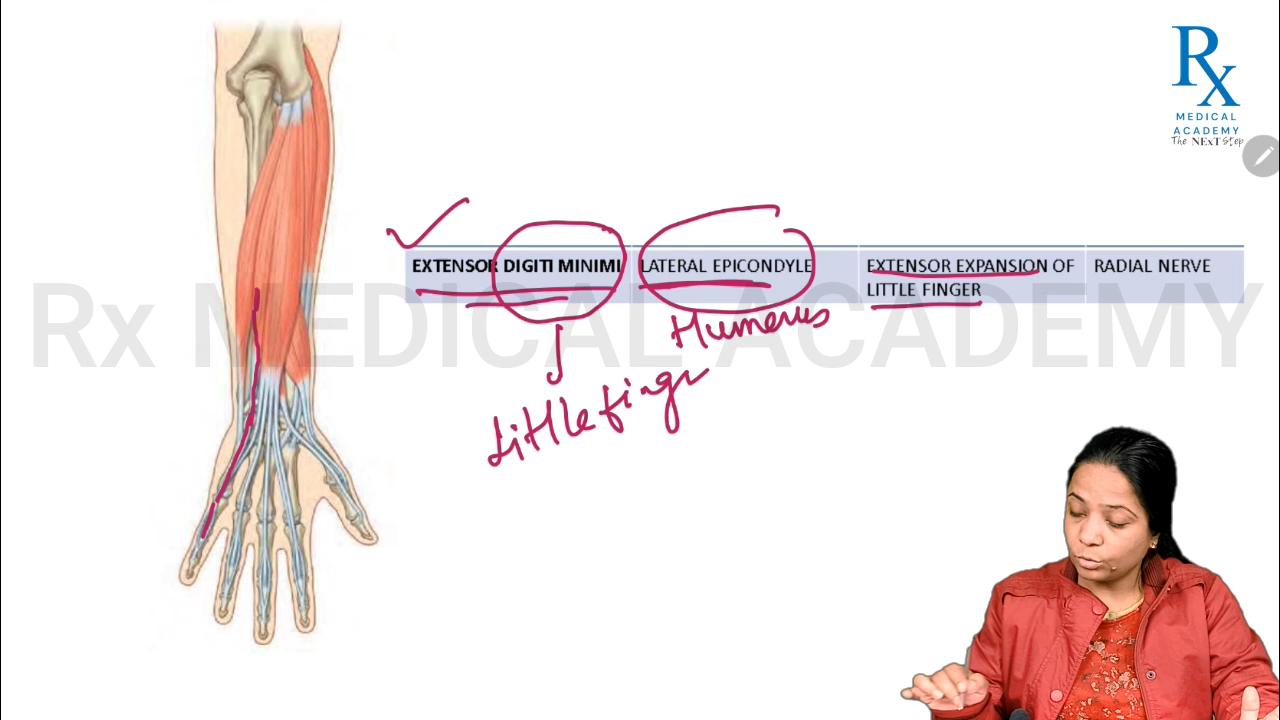 Rx
MEDICAL
ACADEMY
The NExT Step
EXTENSOR DIGITI MINIMI LATERAL EPICONDYLE EXTENSOR EXPANSION OF LITTLE FINGER RADIAL NERVE
Humerus
Little finger
Rx MEDICAL ACADEMY